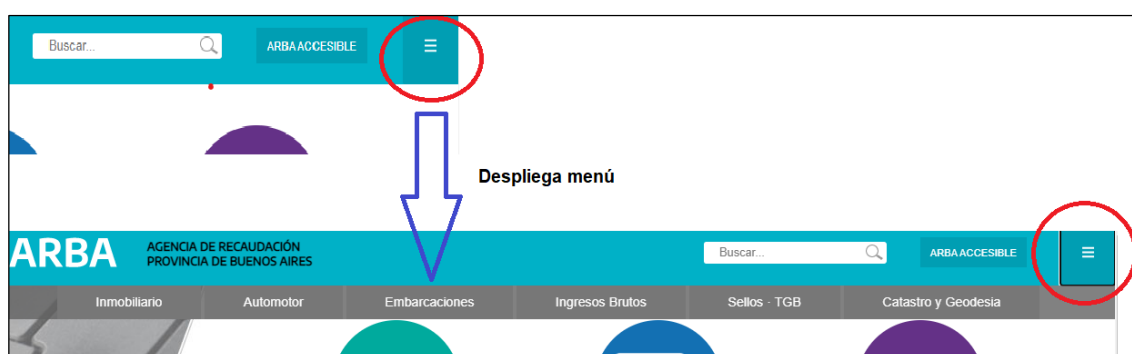 Buscar...
ARBA ACCESIBLE
Despliega menú
ARBA
AGENCIA DE RECAUDACIÓN
PROVINCIA DE BUENOS AIRES
Buscar...
ARBA ACCESIBLE
Inmobiliario
Automotor
Embarcaciones
Ingresos Brutos
Sellos · TGB
Catastro y Geodesia